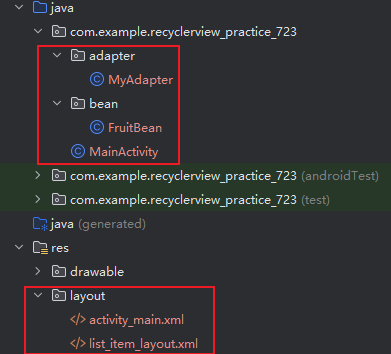 java
com.example.recyclerview_practice_723
adapter
MyAdapter
bean
FruitBean
MainActivity
com.example.recyclerview_practice_723 (androidTest)
com.example.recyclerview_practice_723 (test)
java (generated)
res
drawable
layout
activity_main.xml
list_item_layout.xml